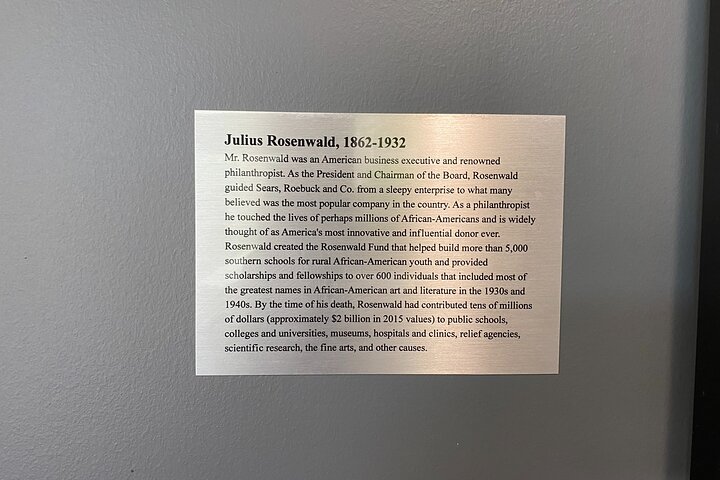 Julius Rosenwald, 1862-1932
Mr. Rosenwald was an American business executive and renowned
philanthropist. As the President and Chairman of the Board, Rosenwald
guided Sears, Roebuck and Co. from a sleepy enterprise to what many
believed was the most popular company in the country. As a philanthropist
he touched the lives of perhaps millions of African-Americans and is widely
thought of as America's most innovative and influential donor ever.
Rosenwald created the Rosenwald Fund that helped build more than 5,000
southern schools for rural African-American youth and provided
scholarships and fellowships to over 600 individuals that included most of
the greatest names in African-American art and literature in the 1930s and
1940s. By the time of his death, Rosenwald had contributed tens of millions
of dollars (approximately $2 billion in 2015 values) to public schools,
colleges and universities, museums, hospitals and clinics, relief agencies,
scientific research, the fine arts, and other causes.